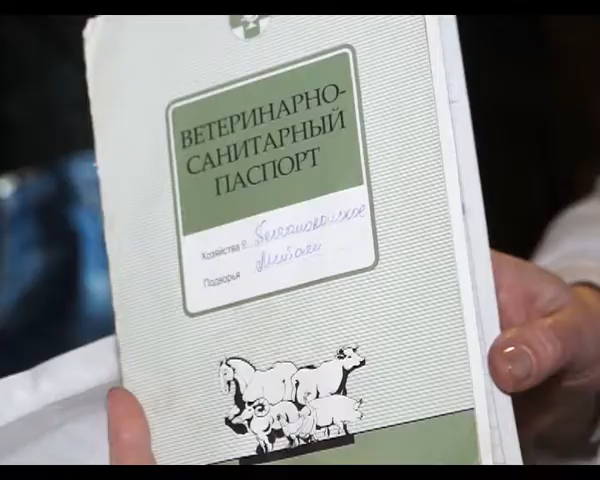 ВЕТЕРИНАРНО-
САНИТАРНЫЙ
ПАСПОРТ
Хозяйства
Подворья